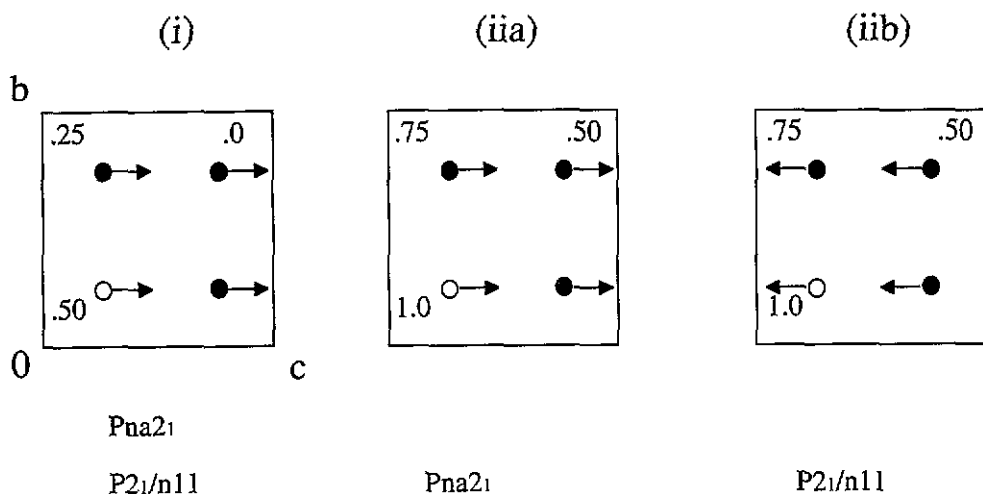 (i) (iia) (iib)
b
.25 .0 .75 .50 .75 .50
.50 1.0 1.0
0 c
Pna2₁
P2₁/n11 Pna2₁ P2₁/n11